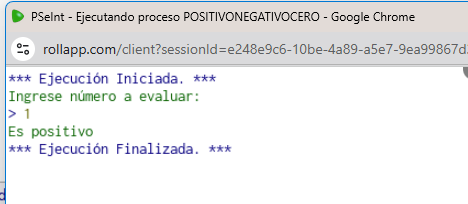 PSeInt - Ejecutando proceso POSITIVONEGATIVOCERO - Google Chrome
rollapp.com/client?sessionId=e248e9c6-10be-4a89-a5e7-9ea99867d
*** Ejecución Iniciada. ***
Ingrese número a evaluar:
> 1
Es positivo
*** Ejecución Finalizada. ***